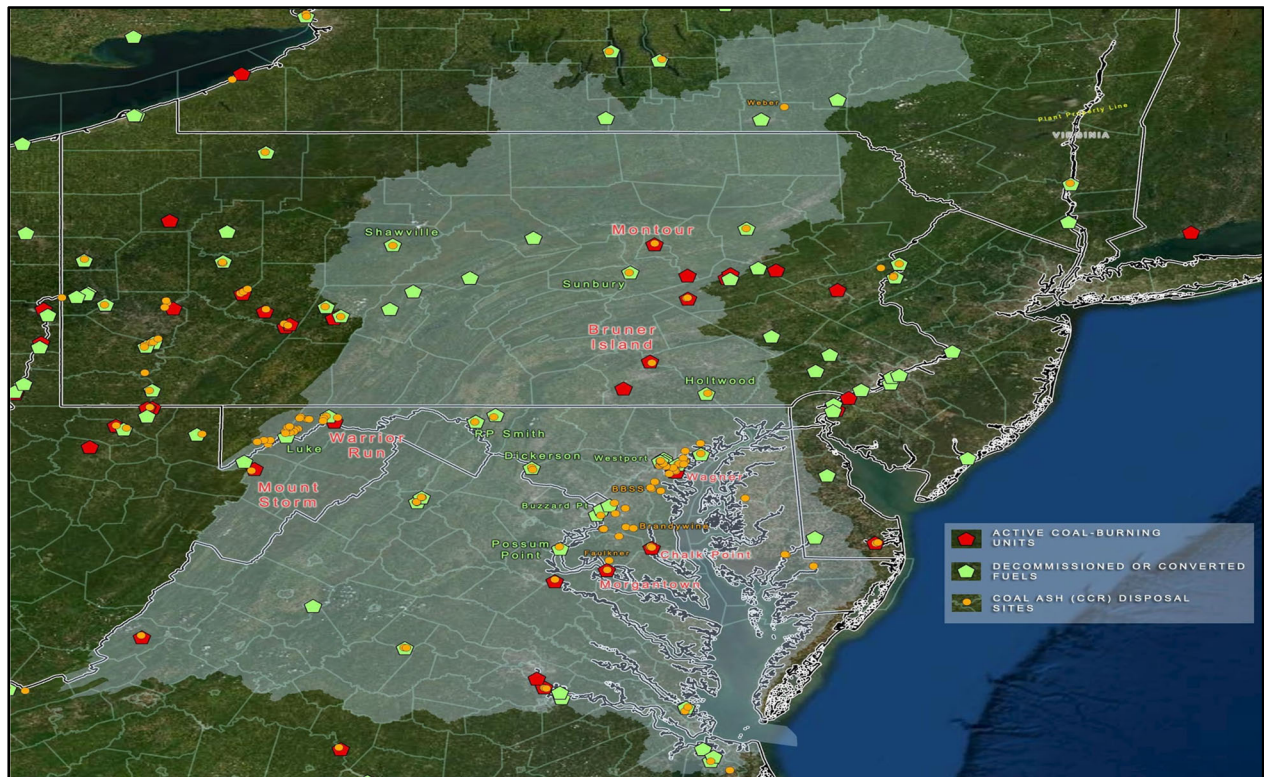 Weber
Plant Property Line
VIRGINIA
Shawville
Montour
Sunbury
Bruner
Island
Holtwood
RP Smith
Warrior
Run
Luke
Dickerson
Westport
Wagner
Mount
Storm
BBSS
Buzzard Pt
Brandywine
Possum
Point
Faulkner
Chalk Point
Morgantown
ACTIVE COAL-BURNING
UNITS
DECOMMISSIONED OR CONVERTED
FUELS
COAL ASH (CCR) DISPOSAL
SITES